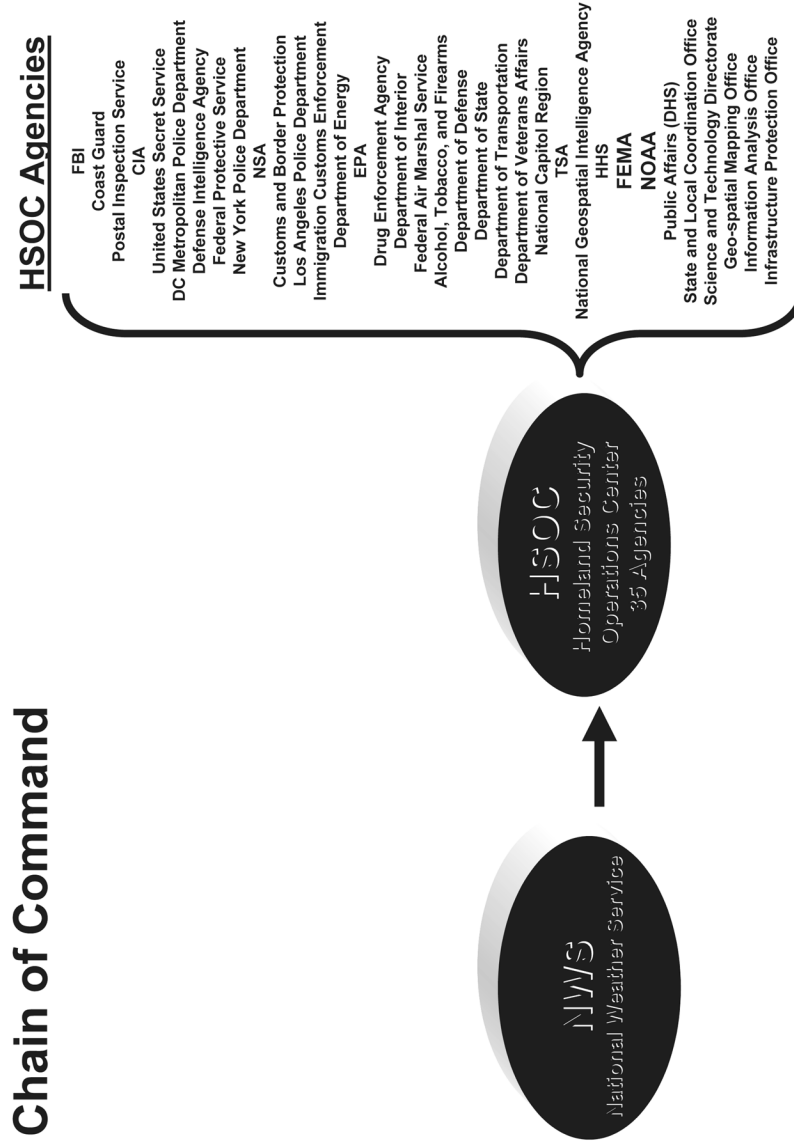 Chain of Command
NWS
National Weather Service
HSOC
Homeland Security
Operations Center
35 Agencies
HSOC Agencies
FBI
Coast Guard
Postal Inspection Service
CIA
United States Secret Service
DC Metropolitan Police Department
Defense Intelligence Agency
Federal Protective Service
New York Police Department
NSA
Customs and Border Protection
Los Angeles Police Department
Immigration Customs Enforcement
Department of Energy
EPA
Drug Enforcement Agency
Department of Interior
Federal Air Marshal Service
Alcohol, Tobacco, and Firearms
Department of Defense
Department of State
Department of Transportation
Department of Veterans Affairs
National Capitol Region
TSA
National Geospatial Intelligence Agency
HHS
FEMA
NOAA
Public Affairs (DHS)
State and Local Coordination Office
Science and Technology Directorate
Geo-spatial Mapping Office
Information Analysis Office
Infrastructure Protection Office